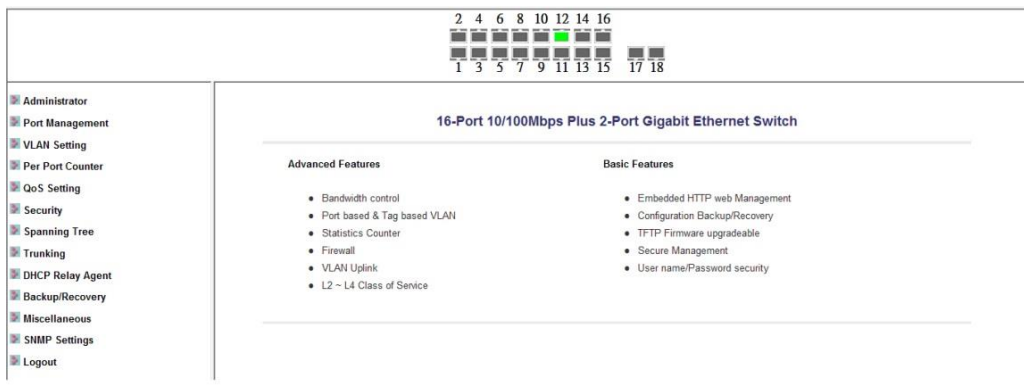 2 4 6 8 10 12 14 16
1 3 5 7 9 11 13 15 17 18
Administrator
Port Management
VLAN Setting
Per Port Counter
QoS Setting
Security
Spanning Tree
Trunking
DHCP Relay Agent
Backup/Recovery
Miscellaneous
SNMP Settings
Logout
16-Port 10/100Mbps Plus 2-Port Gigabit Ethernet Switch
Advanced Features
Bandwidth control
Port based & Tag based VLAN
Statistics Counter
Firewall
VLAN Uplink
L2 ~ L4 Class of Service
Basic Features
Embedded HTTP web Management
Configuration Backup/Recovery
TFTP Firmware upgradeable
Secure Management
User name/Password security